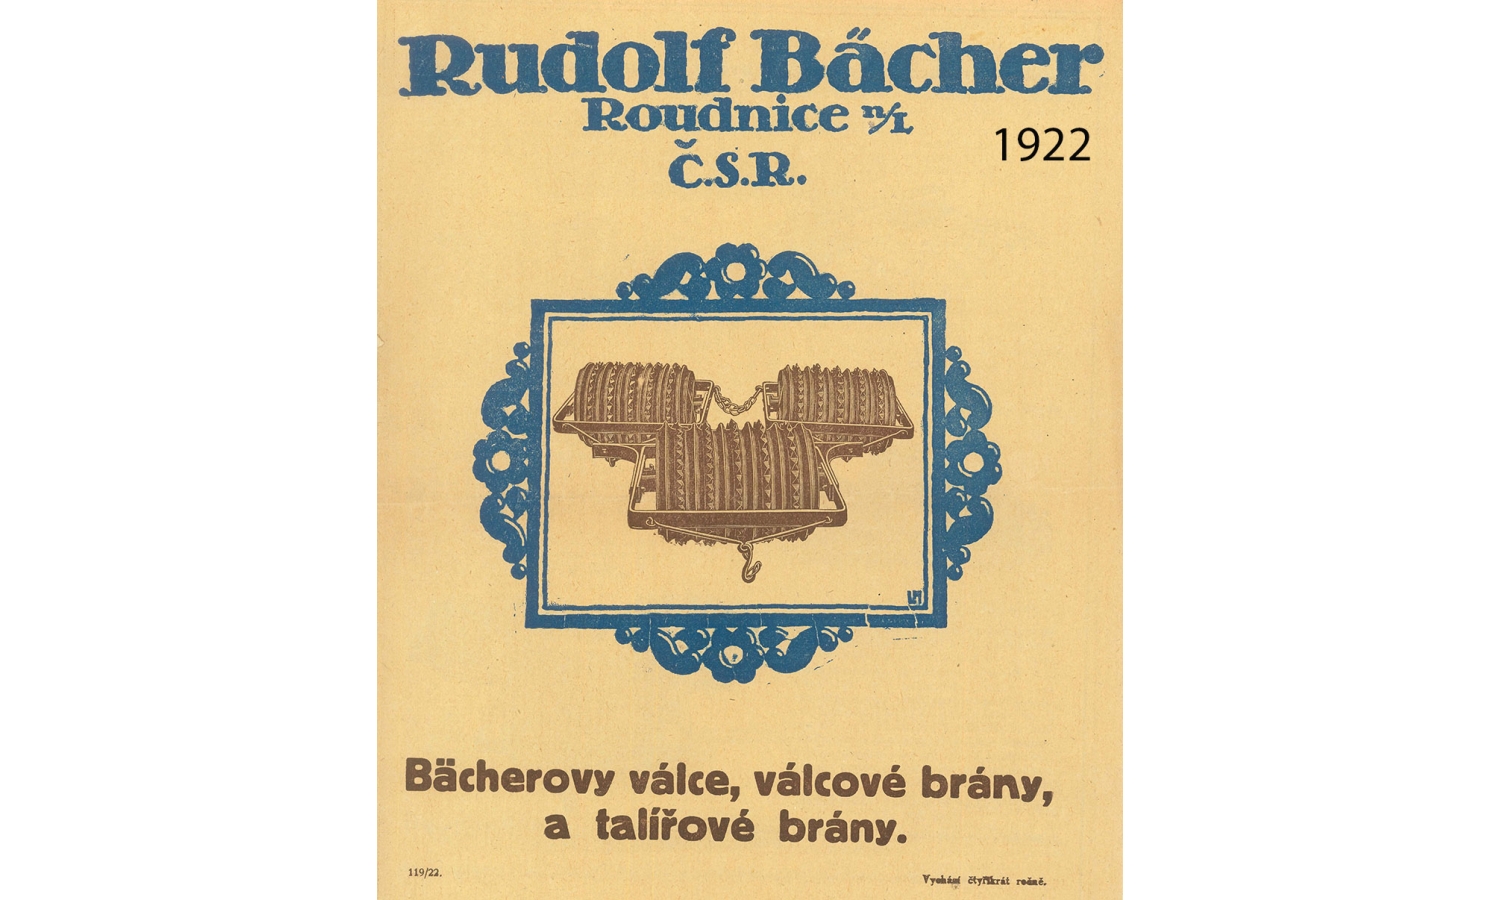 Rudolf Bächer
Roudnice n/L
1922
Č.S.R.
Bächerovy válce, válcové brány,
a talířové brány.
119/22.
Vychází čtyřikrát ročně.